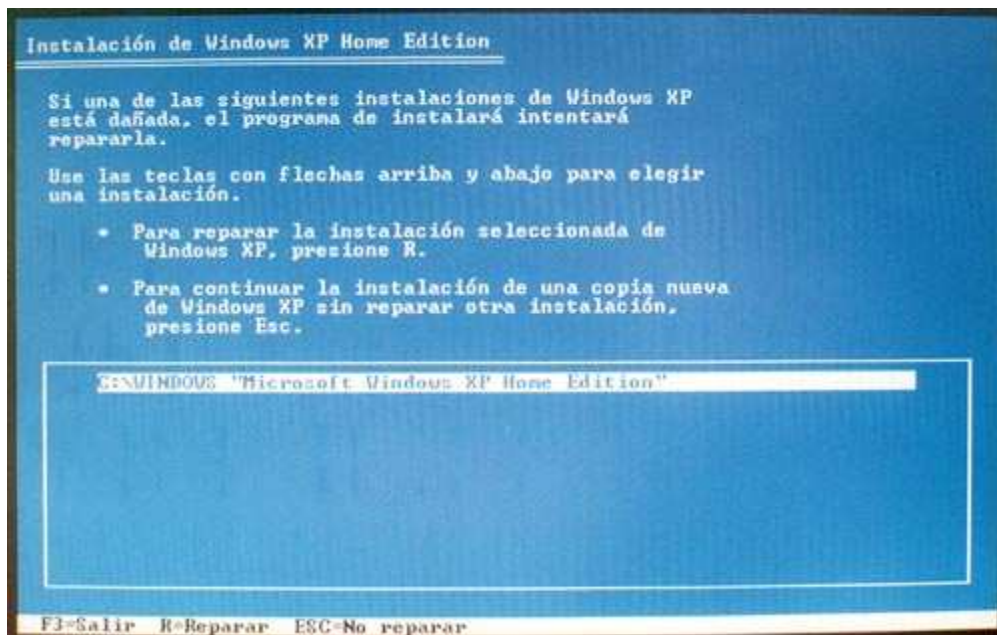 Instalación de Windows XP Home Edition
Si una de las siguientes instalaciones de Windows XP
está dañada, el programa de instalará intentará
repararla.
Use las teclas con flechas arriba y abajo para elegir
una instalación.
• Para reparar la instalación seleccionada de
Windows XP, presione R.
• Para continuar la instalación de una copia nueva
de Windows XP sin reparar otra instalación,
presione Esc.
C:\WINDOWS "Microsoft Windows XP Home Edition"
F3=Salir R=Reparar ESC=No reparar